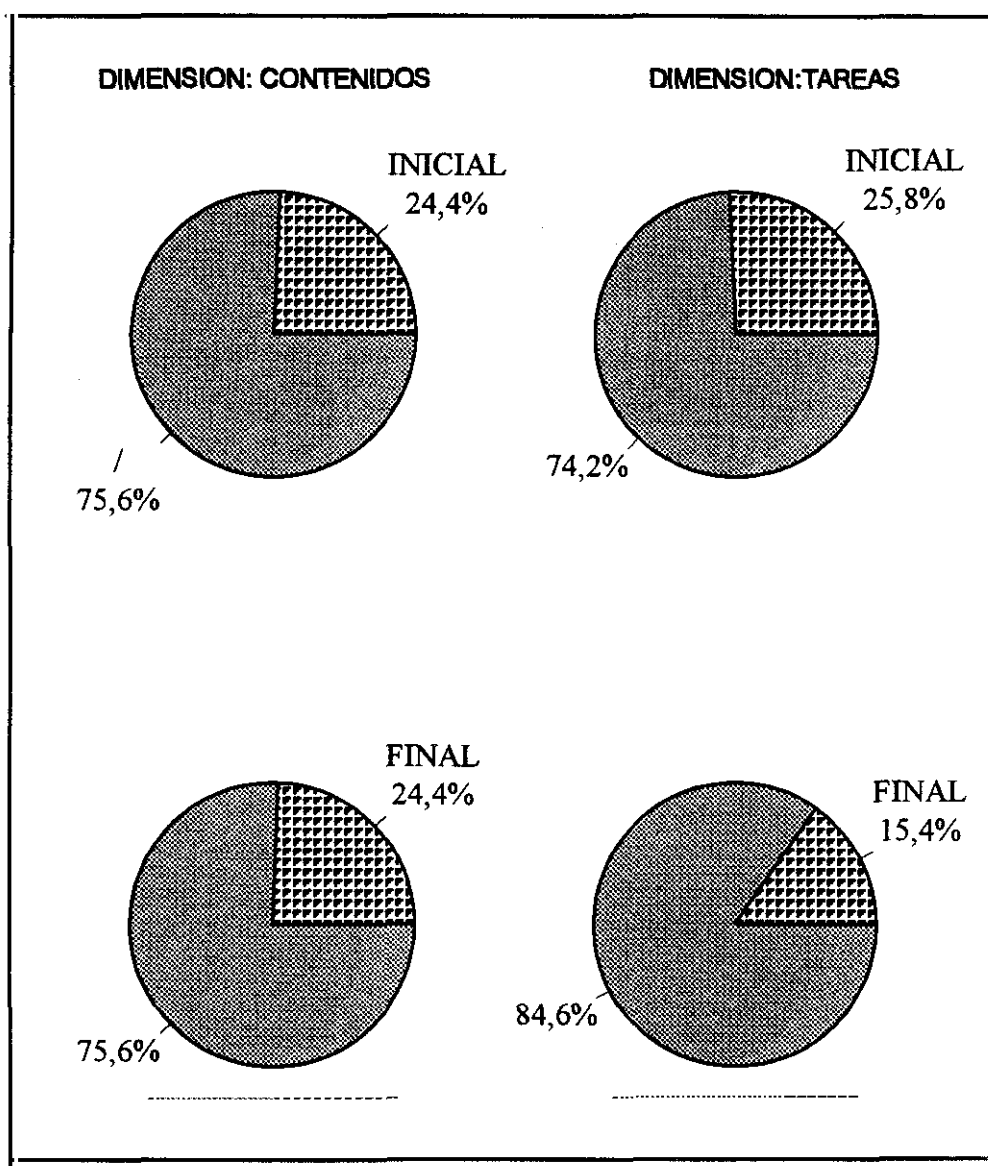 DIMENSION: CONTENIDOS
DIMENSION:TAREAS
INICIAL
24,4%
75,6%
INICIAL
25,8%
74,2%
FINAL
24,4%
75,6%
FINAL
15,4%
84,6%